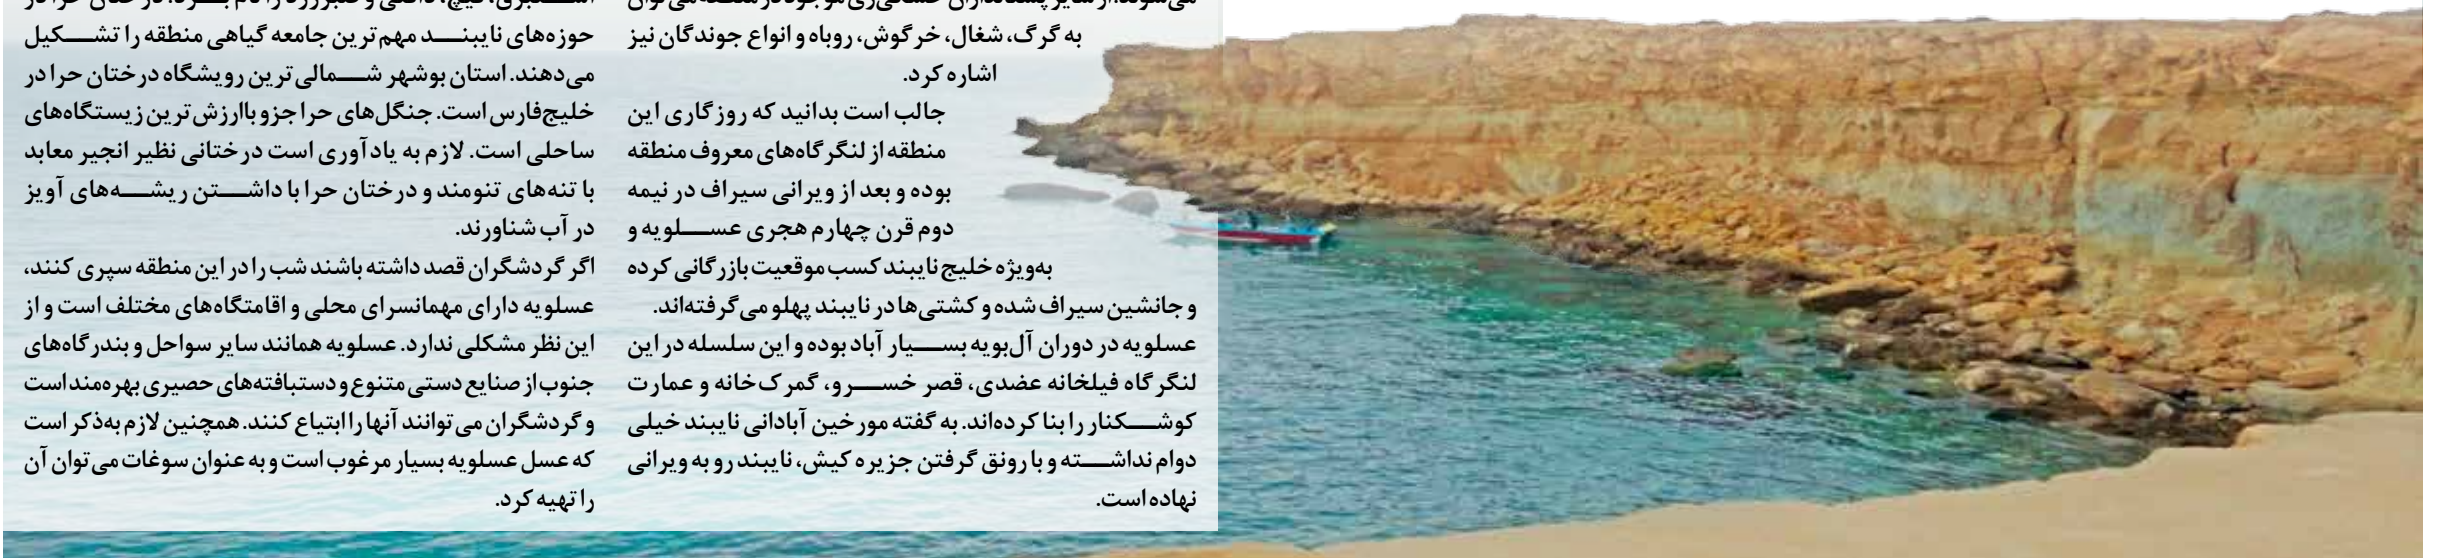 به گرگ، شغال، خرگوش، روباه و انواع جوندگان نیز
اشاره کرد.
جالب است بدانید که روزگاری این
منطقه از لنگرگاه‌های معروف منطقه
بوده و بعد از ویرانی سیراف در نیمه
دوم قرن چهارم هجری عســـلویه و
به‌ویژه خلیج نایبند کسب موقعیت بازرگانی کرده
و جانشین سیراف شده و کشتی‌ها در نایبند پهلو می‌گرفته‌اند.
عسلویه در دوران آل‌بویه بســـیار آباد بوده و این سلسله در این
لنگرگاه فیلخانه عضدی، قصر خســـرو، گمرک‌خانه و عمارت
کوشـــکنار را بنا کرده‌اند. به گفته مورخین آبادانی نایبند خیلی
دوام نداشـــته و با رونق گرفتن جزیره کیش، نایبند رو به ویرانی
نهاده است.
حوزه‌های نایبنـــد مهم‌ترین جامعه گیاهی منطقه را تشـــکیل
می‌دهند. استان بوشهر شـــمالی‌ترین رویشگاه درختان حرا در
خلیج‌فارس است. جنگل‌های حرا جزو باارزش‌ترین زیستگاه‌های
ساحلی است. لازم به یادآوری است درختانی نظیر انجیر معابد
با تنه‌های تنومند و درختان حرا با داشـــتن ریشـــه‌های آویز
در آب شناورند.
اگر گردشگران قصد داشته باشند شب را در این منطقه سپری کنند،
عسلویه دارای مهمانسرای محلی و اقامتگاه‌های مختلف است و از
این نظر مشکلی ندارد. عسلویه همانند سایر سواحل و بندرگاه‌های
جنوب از صنایع دستی متنوع و دستبافته‌های حصیری بهره‌مند است
و گردشگران می‌توانند آنها را ابتیاع کنند. همچنین لازم به‌ذکر است
که عسل عسلویه بسیار مرغوب است و به عنوان سوغات می‌توان آن
را تهیه کرد.